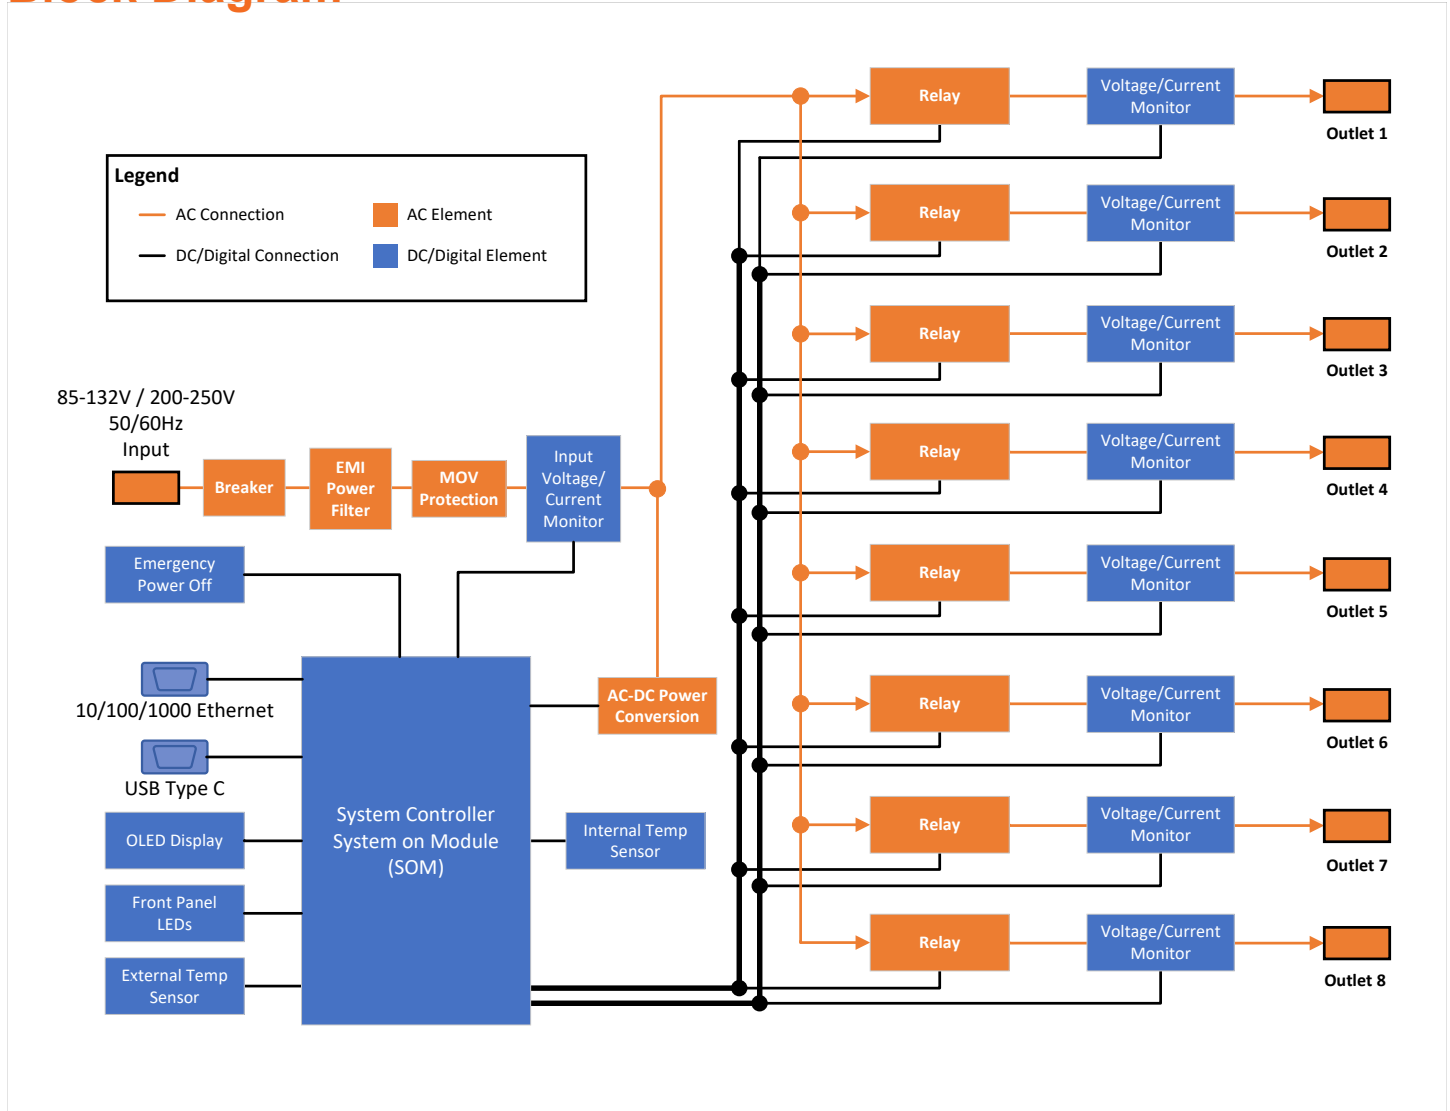 Block Diagram
Legend
AC Connection
AC Element
DC/Digital Connection
DC/Digital Element
85-132V / 200-250V
50/60Hz
Input
Breaker
EMI
Power
Filter
MOV
Protection
Input
Voltage/
Current
Monitor
Emergency
Power Off
10/100/1000 Ethernet
USB Type C
OLED Display
Front Panel
LEDs
External Temp
Sensor
System Controller
System on Module
(SOM)
AC-DC Power
Conversion
Internal Temp
Sensor
Relay
Voltage/Current
Monitor
Outlet 1
Relay
Voltage/Current
Monitor
Outlet 2
Relay
Voltage/Current
Monitor
Outlet 3
Relay
Voltage/Current
Monitor
Outlet 4
Relay
Voltage/Current
Monitor
Outlet 5
Relay
Voltage/Current
Monitor
Outlet 6
Relay
Voltage/Current
Monitor
Outlet 7
Relay
Voltage/Current
Monitor
Outlet 8